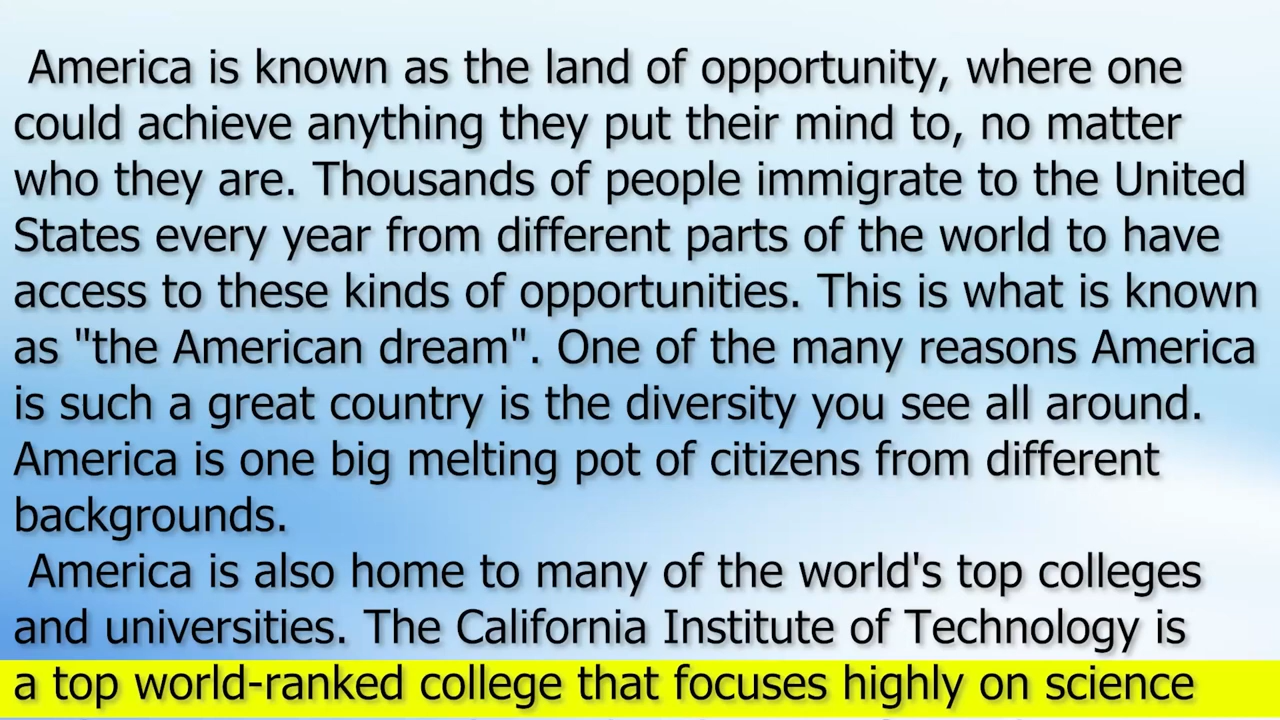 America is known as the land of opportunity, where one
could achieve anything they put their mind to, no matter
who they are. Thousands of people immigrate to the United
States every year from different parts of the world to have
access to these kinds of opportunities. This is what is known
as "the American dream". One of the many reasons America
is such a great country is the diversity you see all around.
America is one big melting pot of citizens from different
backgrounds.
America is also home to many of the world's top colleges
and universities. The California Institute of Technology is
a top world-ranked college that focuses highly on science